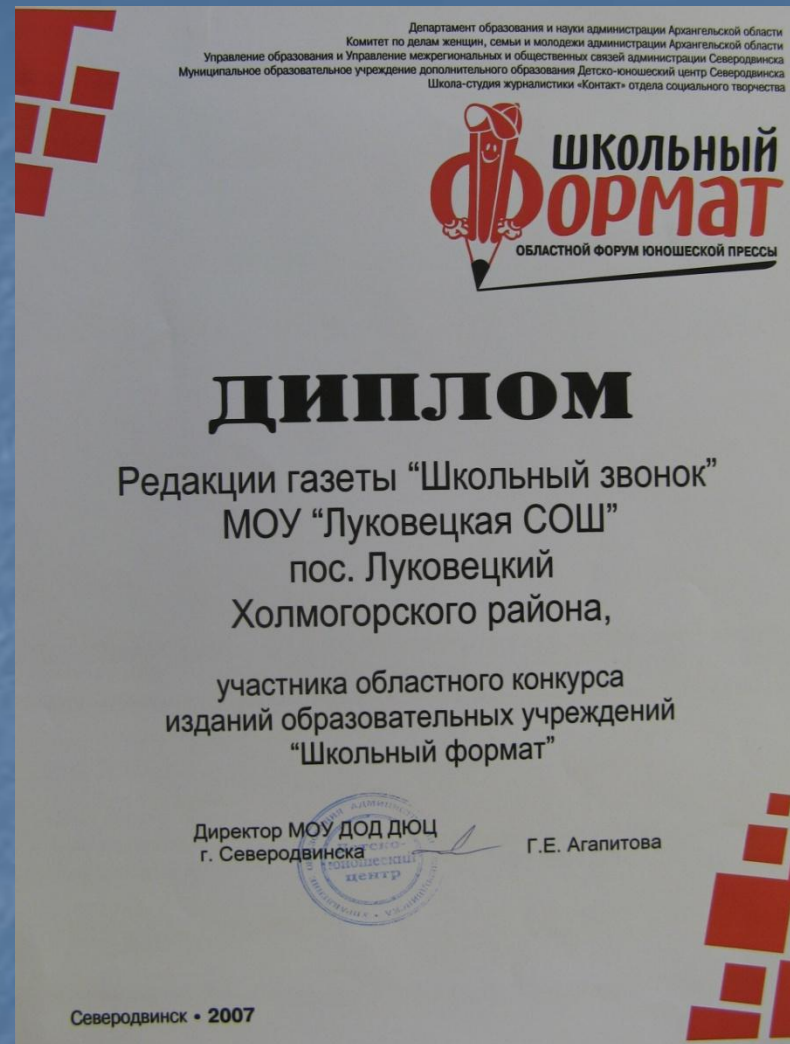 Департамент образования и науки администрации Архангельской области
Комитет по делам женщин, семьи и молодежи администрации Архангельской области
Управление образования и Управление межрегиональных и общественных связей администрации Северодвинска
Муниципальное образовательное учреждение дополнительного образования Детско-юношеский центр Северодвинска
Школа-студия журналистики «Контакт» отдела социального творчества
ШКОЛЬНЫЙ
ФОРМАТ
ОБЛАСТНОЙ ФОРУМ ЮНОШЕСКОЙ ПРЕССЫ
ДИПЛОМ
Редакции газеты “Школьный звонок”
МОУ “Луковецкая СОШ”
пос. Луковецкий
Холмогорского района,
участника областного конкурса
изданий образовательных учреждений
“Школьный формат”
Директор МОУ ДОД ДЮЦ
г. Северодвинска
Г.Е. Агапитова
Детско-
юношеский
центр
Северодвинск • 2007